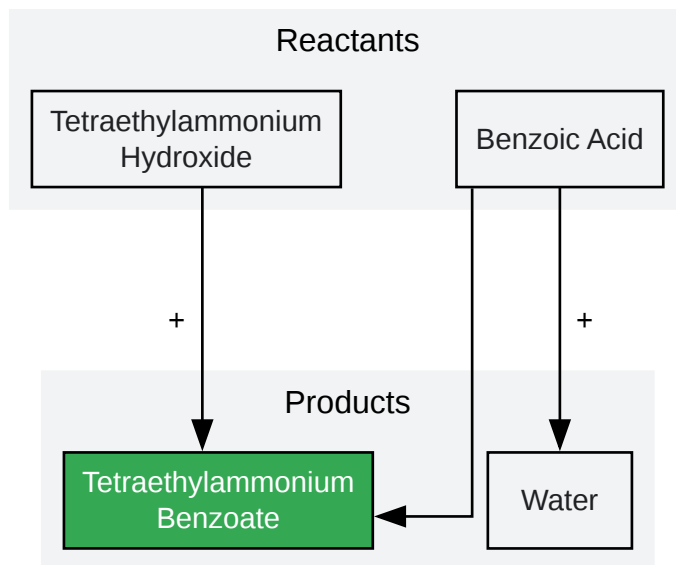 Reactants
Tetraethylammonium
Hydroxide
Benzoic Acid
+
+
Products
Tetraethylammonium
Benzoate
Water